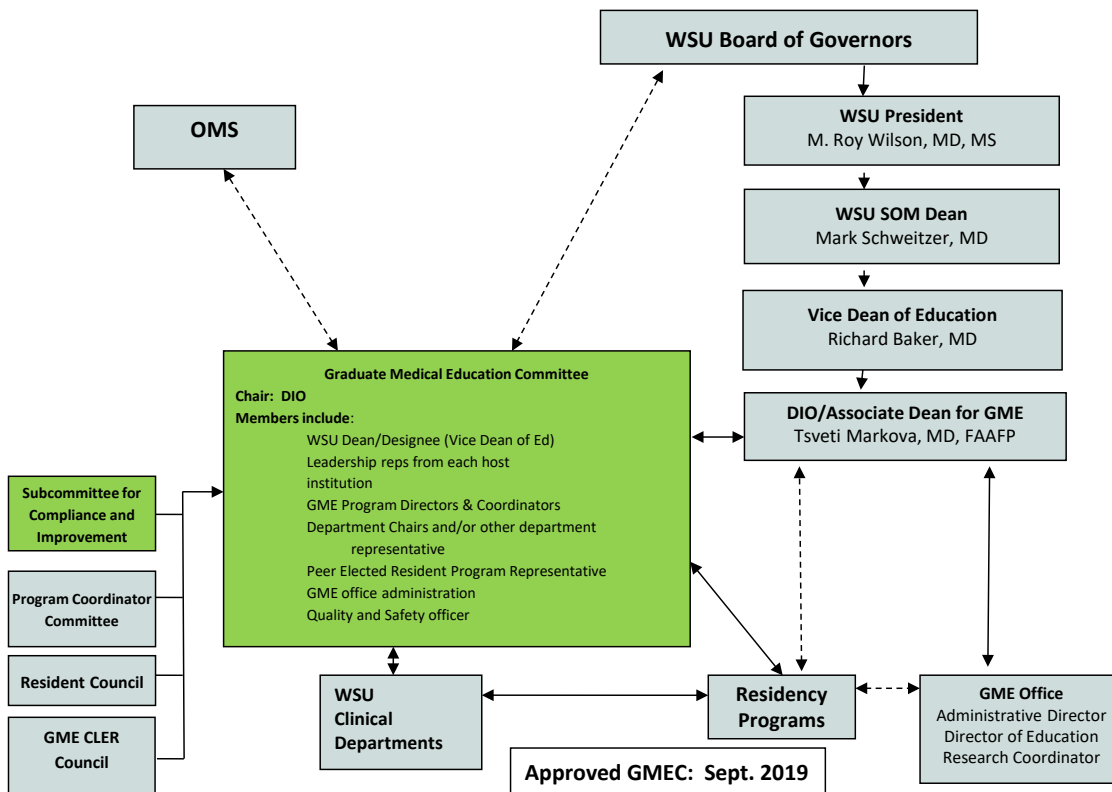 WSU Board of Governors
OMS
WSU President
M. Roy Wilson, MD, MS
WSU SOM Dean
Mark Schweitzer, MD
Vice Dean of Education
Richard Baker, MD
Graduate Medical Education Committee
Chair:  DIO
Members include:
WSU Dean/Designee (Vice Dean of Ed)
Leadership reps from each host
institution
GME Program Directors & Coordinators
Department Chairs and/or other department
representative
Peer Elected Resident Program Representative
GME office administration
Quality and Safety officer
DIO/Associate Dean for GME
Tsveti Markova, MD, FAAFP
Subcommittee for
Compliance and
Improvement
Program Coordinator
Committee
Resident Council
GME CLER
Council
WSU
Clinical
Departments
Residency
Programs
GME Office
Administrative Director
Director of Education
Research Coordinator
Approved GMEC:  Sept. 2019